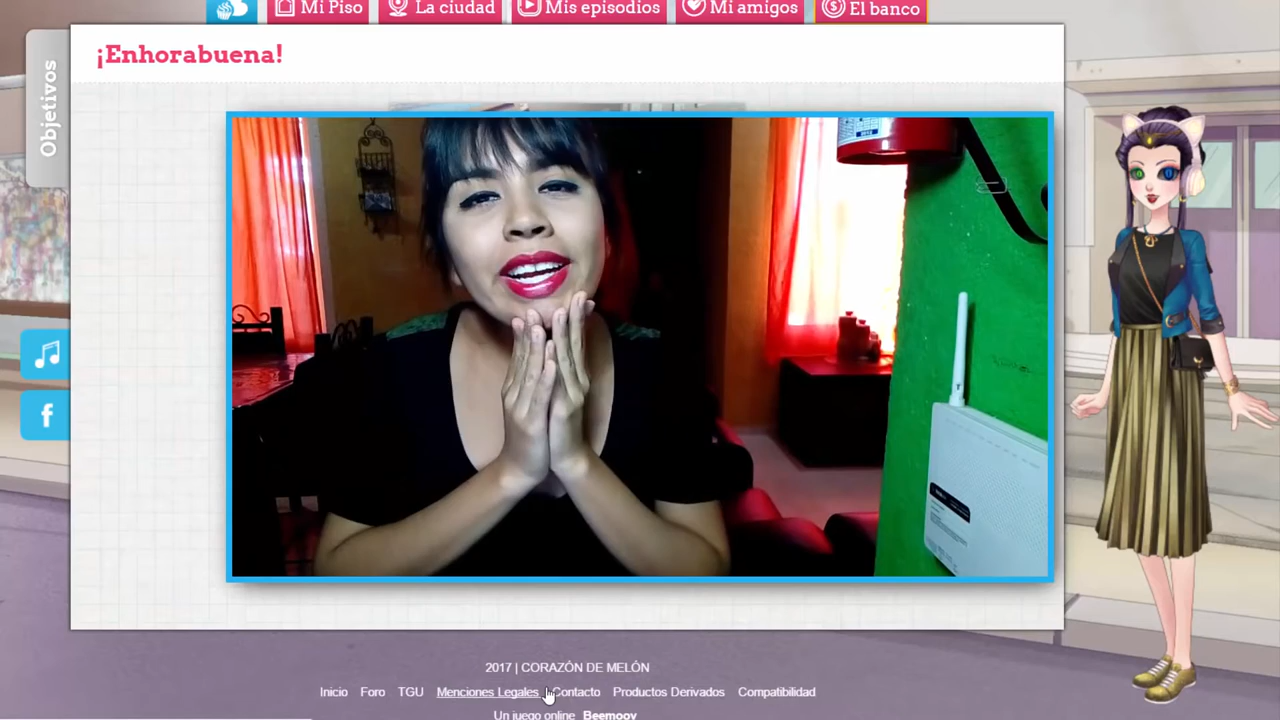 Mi Piso
La ciudad
Mis episodios
Mi amigos
El banco
¡Enhorabuena!
Objetivos
2017 | CORAZÓN DE MELÓN
Inicio Foro TGU Menciones Legales Contacto Productos Derivados Compatibilidad
Un juego online Beemoov